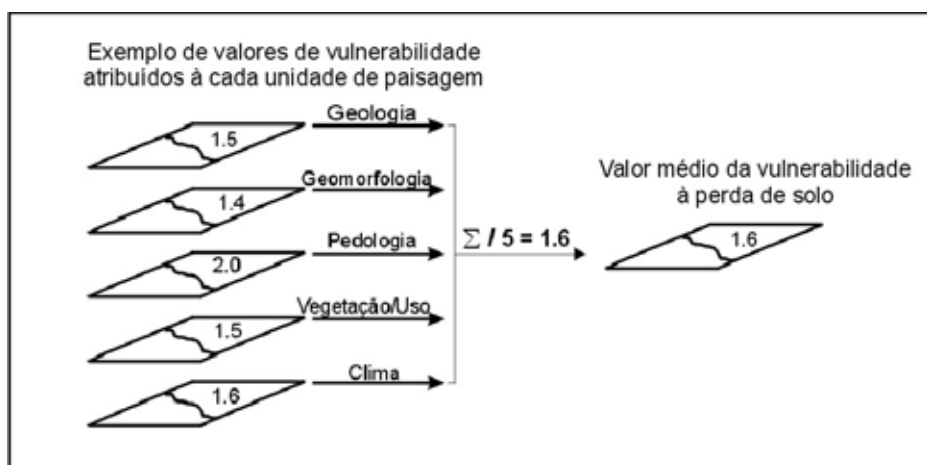 Exemplo de valores de vulnerabilidade
atribuídos à cada unidade de paisagem
1.5
Geologia
1.4
Geomorfologia
2.0
Pedologia
1.5
Vegetação/Uso
1.6
Clima
∑ / 5 = 1.6
Valor médio da vulnerabilidade
à perda de solo
1.6